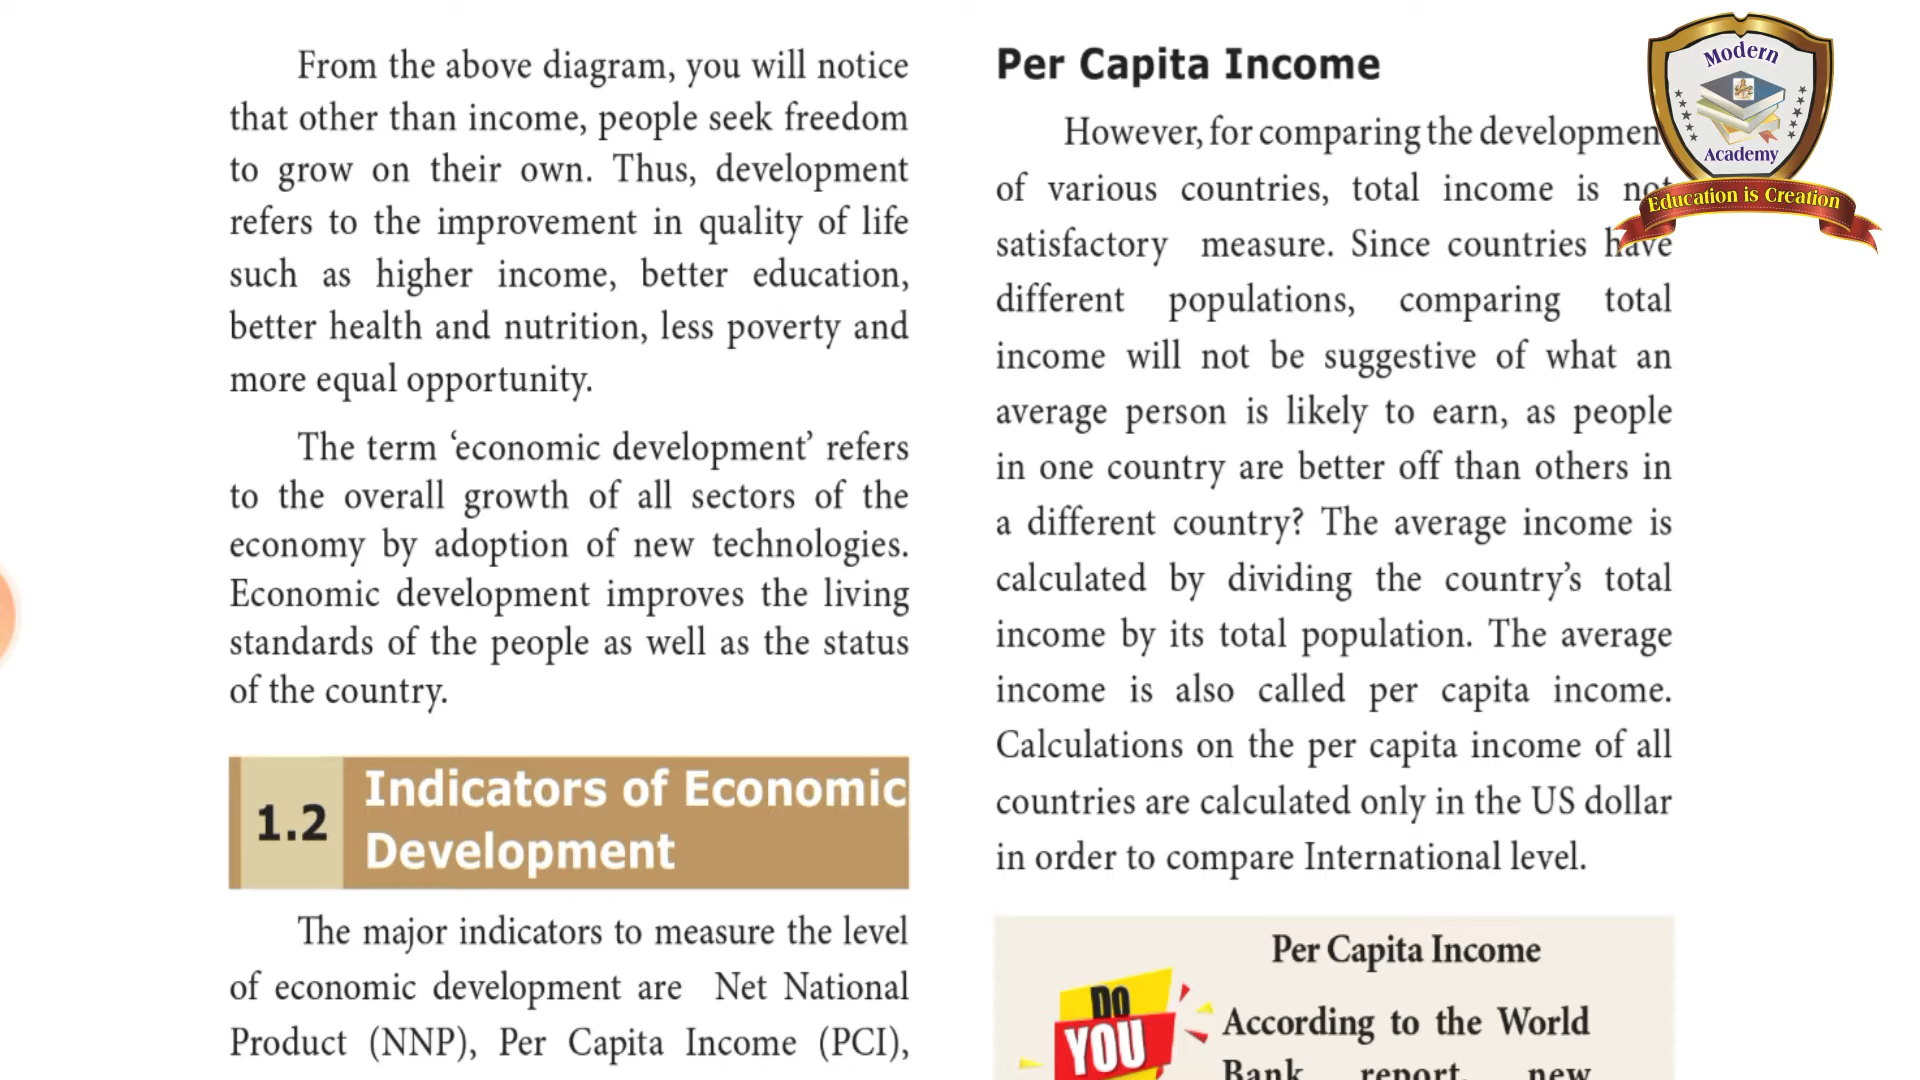 From the above diagram, you will notice
that other than income, people seek freedom
to grow on their own. Thus, development
refers to the improvement in quality of life
such as higher income, better education,
better health and nutrition, less poverty and
more equal opportunity.
The term ‘economic development’ refers
to the overall growth of all sectors of the
economy by adoption of new technologies.
Economic development improves the living
standards of the people as well as the status
of the country.
1.2 Indicators of Economic
Development
The major indicators to measure the level
of economic development are Net National
Product (NNP), Per Capita Income (PCI),
Per Capita Income
However, for comparing the developmen
of various countries, total income is not
satisfactory measure. Since countries have
different populations, comparing total
income will not be suggestive of what an
average person is likely to earn, as people
in one country are better off than others in
a different country? The average income is
calculated by dividing the country’s total
income by its total population. The average
income is also called per capita income.
Calculations on the per capita income of all
countries are calculated only in the US dollar
in order to compare International level.
DO
YOU
Per Capita Income
According to the World
Bank report, new
Modern
Academy
Education is Creation